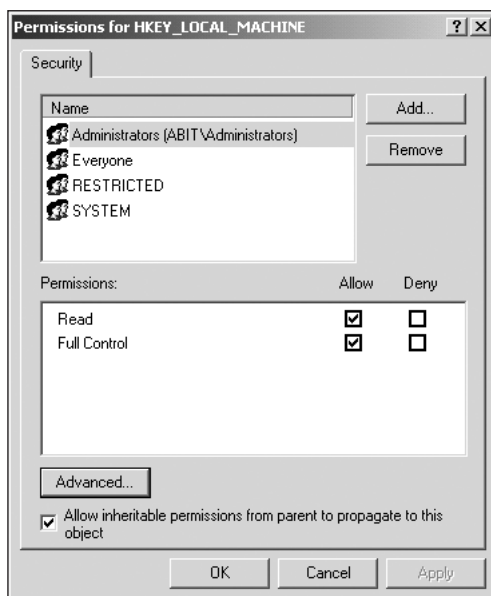 Permissions for HKEY_LOCAL_MACHINE
Security
Name
Administrators (ABIT\Administrators)
Everyone
RESTRICTED
SYSTEM
Add...
Remove
Permissions: Allow Deny
Read
Full Control
Advanced...
Allow inheritable permissions from parent to propagate to this
object
OK Cancel Apply